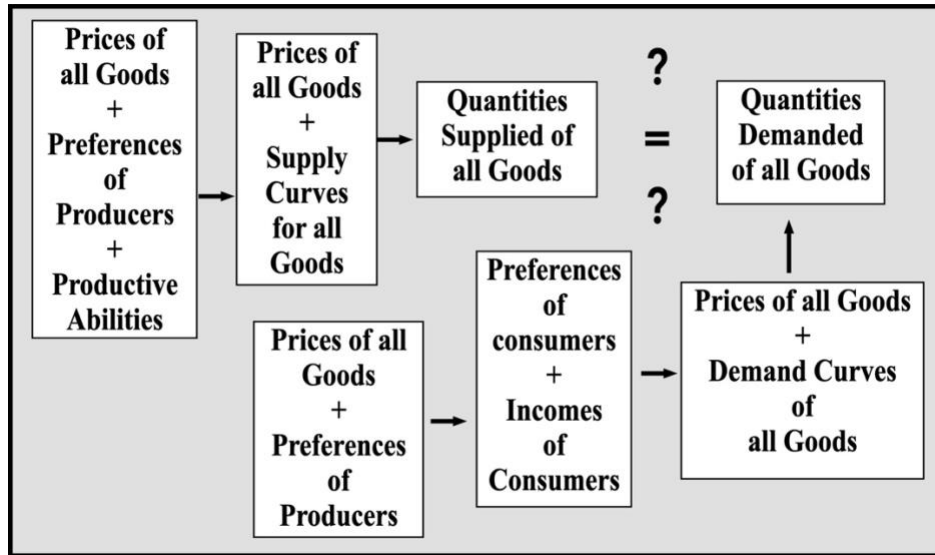 Prices of
all Goods
+
Preferences
of
Producers
+
Productive
Abilities
Prices of
all Goods
+
Supply
Curves
for all
Goods
Quantities
Supplied of
all Goods
?
=
?
Quantities
Demanded
of all Goods
Prices of all
Goods
+
Preferences
of
Producers
Preferences
of
consumers
+
Incomes
of
Consumers
Prices of all Goods
+
Demand Curves
of
all Goods